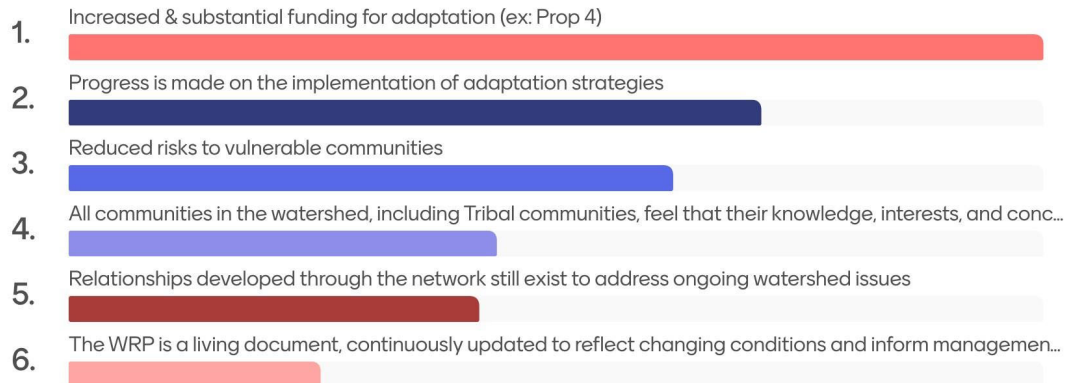 1. Increased & substantial funding for adaptation (ex: Prop 4)
2. Progress is made on the implementation of adaptation strategies
3. Reduced risks to vulnerable communities
4. All communities in the watershed, including Tribal communities, feel that their knowledge, interests, and conc...
5. Relationships developed through the network still exist to address ongoing watershed issues
6. The WRP is a living document, continuously updated to reflect changing conditions and inform managemen...